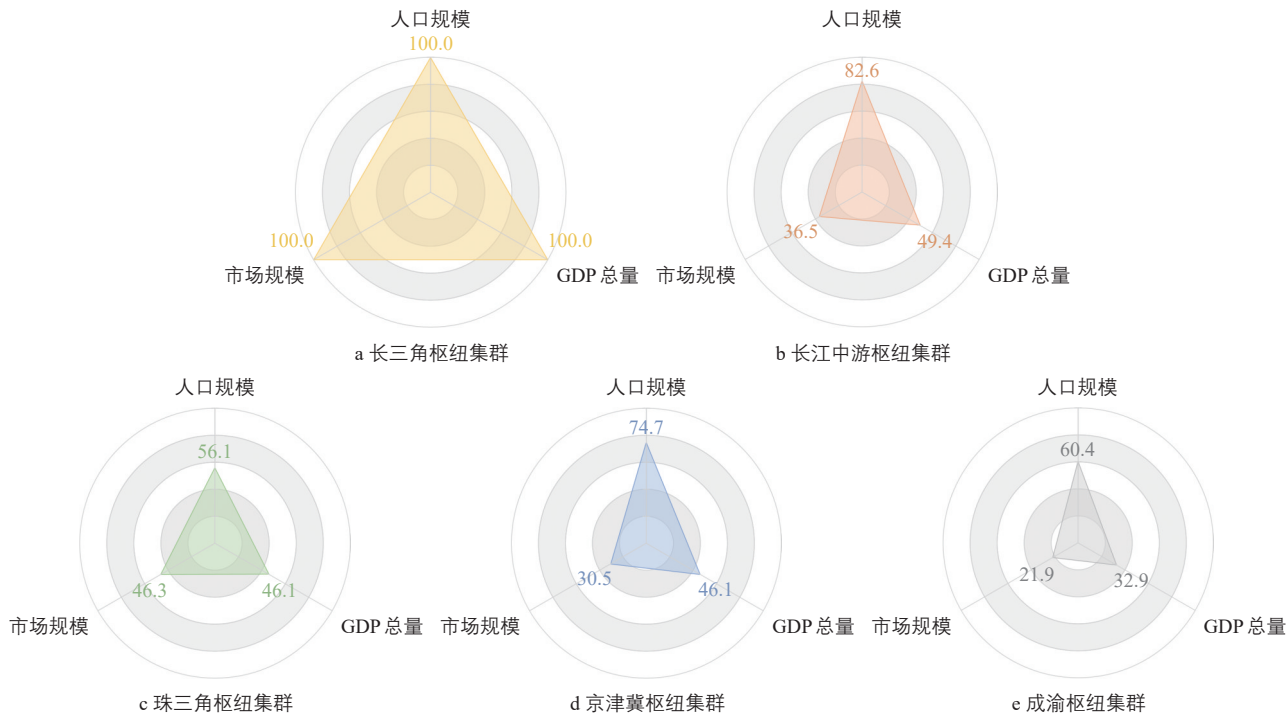 人口规模
100.0
100.0
100.0
市场规模
GDP 总量
a 长三角枢纽集群
人口规模
82.6
36.5
49.4
市场规模
GDP 总量
b 长江中游枢纽集群
人口规模
56.1
46.3
46.1
市场规模
GDP 总量
c 珠三角枢纽集群
人口规模
74.7
30.5
46.1
市场规模
GDP 总量
d 京津冀枢纽集群
人口规模
60.4
21.9
32.9
市场规模
GDP 总量
e 成渝枢纽集群